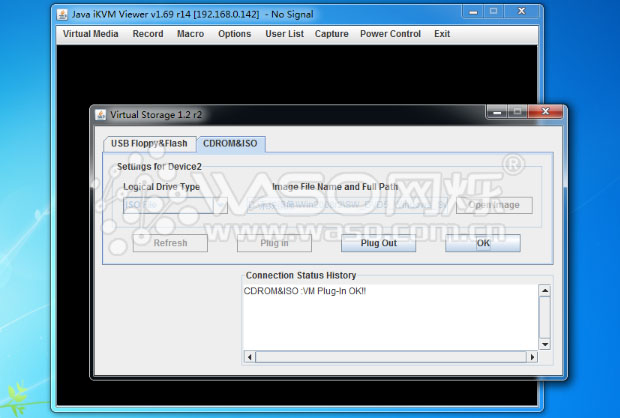 Java iKVM Viewer v1.69 r14 [192.168.0.142] - No Signal
Virtual Media Record Macro Options User List Capture Power Control Exit
Virtual Storage 1.2 r2
USB Floppy&Flash CDROM&ISO
Settings for Device2
Logical Drive Type Image File Name and Full Path
ISO File Open Image
WASO网烁®
www.waso.com.cn
Refresh Plug in Plug Out OK
Connection Status History
CDROM&ISO :VM Plug-In OK!!